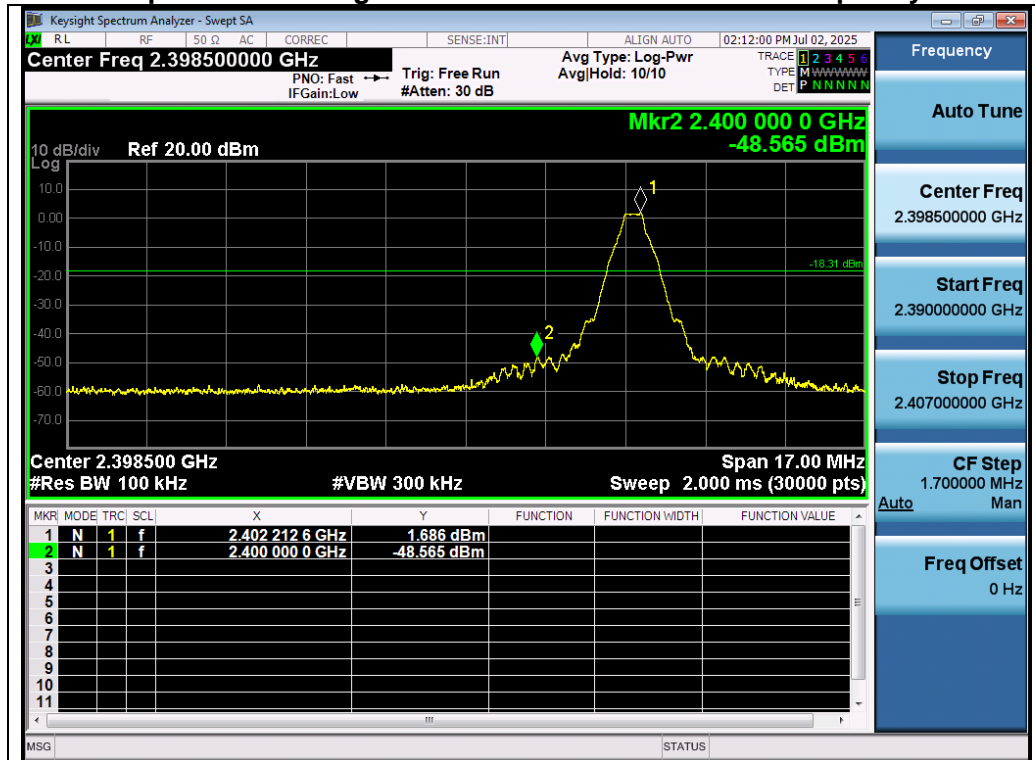 Keysight Spectrum Analyzer - Swept SA
LXI RL RF 50 Ω AC CORREC SENSE:INT ALIGN AUTO 02:12:00 PM Jul 02, 2025
Center Freq 2.398500000 GHz
PNO: Fast
IFGain:Low
Trig: Free Run
#Atten: 30 dB
Avg Type: Log-Pwr
Avg|Hold: 10/10
TRACE 1 2 3 4 5 6
TYPE M WWWWW
DET P N N N N N
Mkr2 2.400 000 0 GHz
-48.565 dBm
10 dB/div Ref 20.00 dBm
Log
10.0
0.00
-10.0
-20.0
-30.0
-40.0
-50.0
-60.0
-70.0
1
-18.31 dBm
2
Center 2.398500 GHz Span 17.00 MHz
#Res BW 100 kHz #VBW 300 kHz Sweep 2.000 ms (30000 pts)
MKR MODE TRC SCL X Y FUNCTION FUNCTION WIDTH FUNCTION VALUE
1 N 1 f 2.402 212 6 GHz 1.686 dBm
2 N 1 f 2.400 000 0 GHz -48.565 dBm
3
4
5
6
7
8
9
10
11
MSG STATUS
Frequency
Auto Tune
Center Freq
2.398500000 GHz
Start Freq
2.390000000 GHz
Stop Freq
2.407000000 GHz
CF Step
1.700000 MHz
Auto Man
Freq Offset
0 Hz